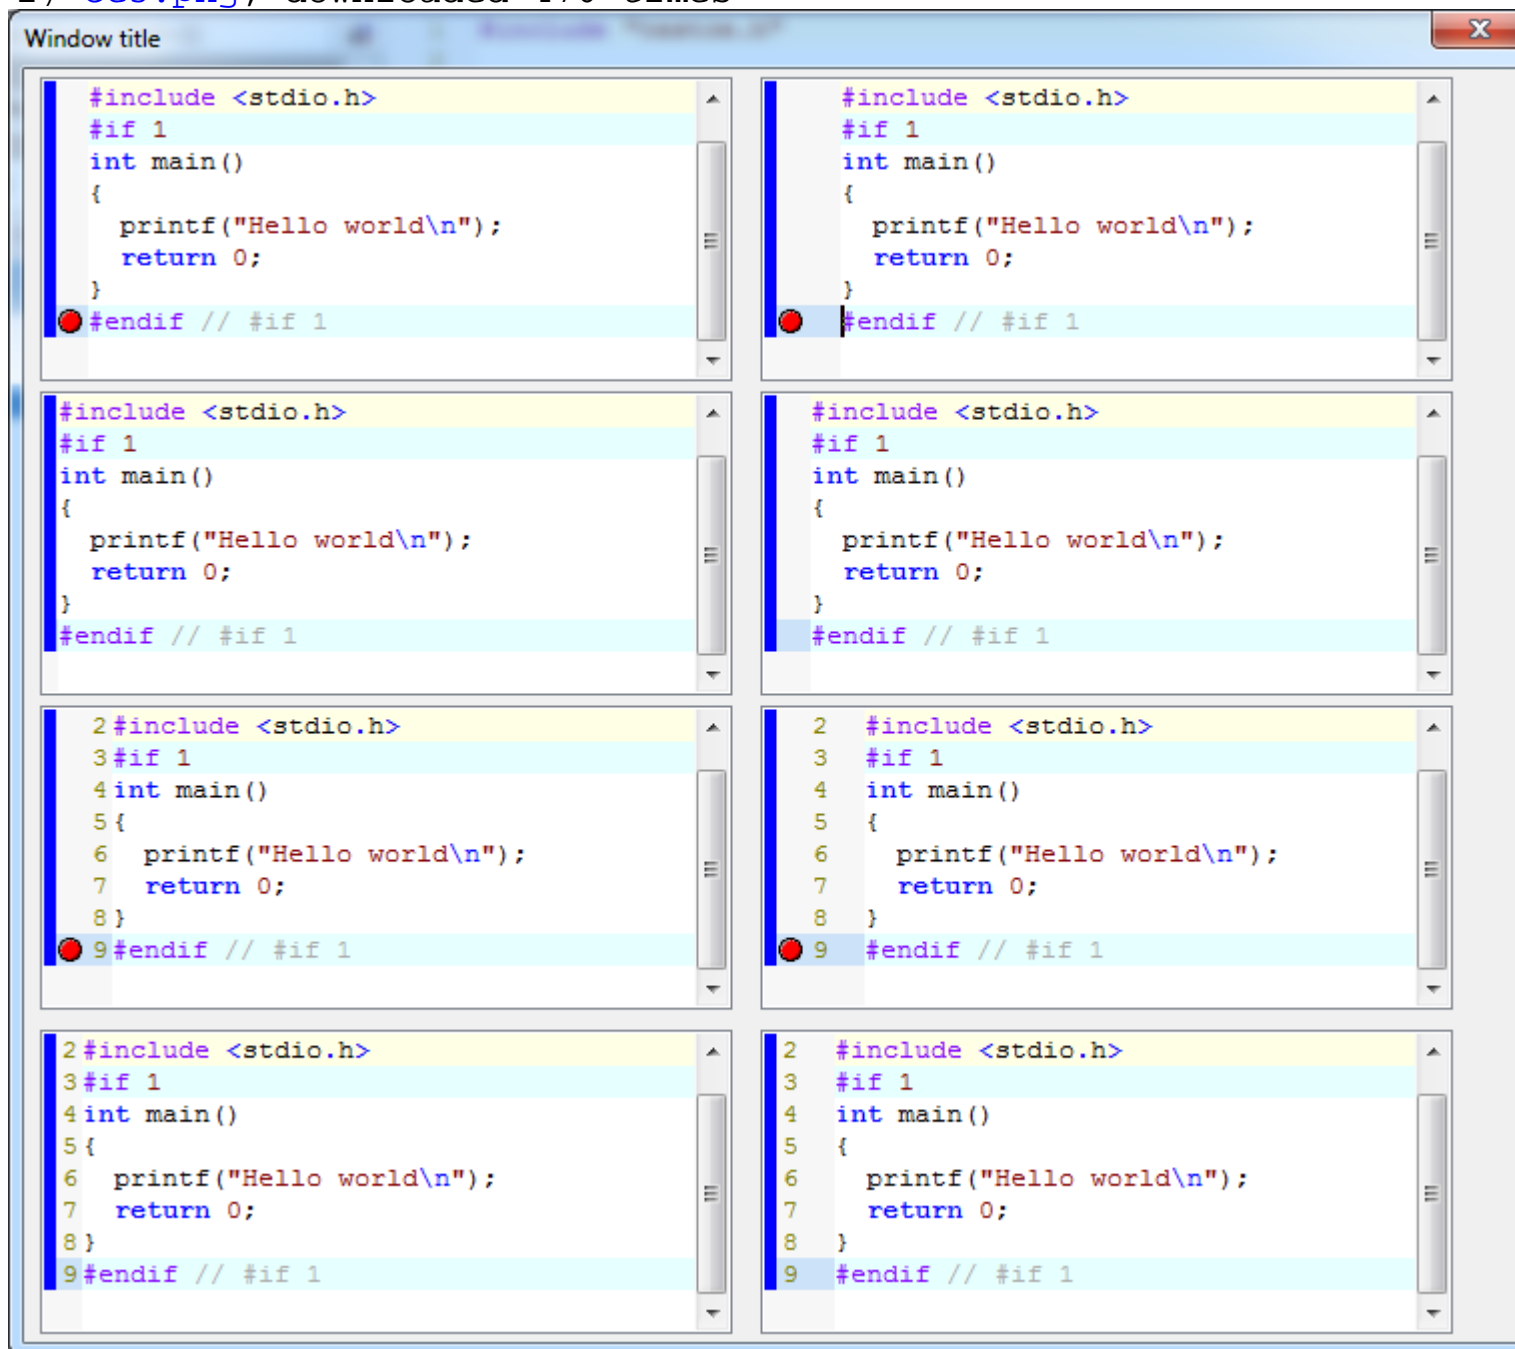 Window title
#include <stdio.h>
#if 1
int main()
{
  printf("Hello world\n");
  return 0;
}
#endif // #if 1
#include <stdio.h>
#if 1
int main()
{
  printf("Hello world\n");
  return 0;
}
#endif // #if 1
#include <stdio.h>
#if 1
int main()
{
  printf("Hello world\n");
  return 0;
}
#endif // #if 1
#include <stdio.h>
#if 1
int main()
{
  printf("Hello world\n");
  return 0;
}
#endif // #if 1
2 #include <stdio.h>
3 #if 1
4 int main()
5 {
6   printf("Hello world\n");
7   return 0;
8 }
9 #endif // #if 1
2 #include <stdio.h>
3 #if 1
4 int main()
5 {
6   printf("Hello world\n");
7   return 0;
8 }
9 #endif // #if 1
2 #include <stdio.h>
3 #if 1
4 int main()
5 {
6   printf("Hello world\n");
7   return 0;
8 }
9 #endif // #if 1
2 #include <stdio.h>
3 #if 1
4 int main()
5 {
6   printf("Hello world\n");
7   return 0;
8 }
9 #endif // #if 1